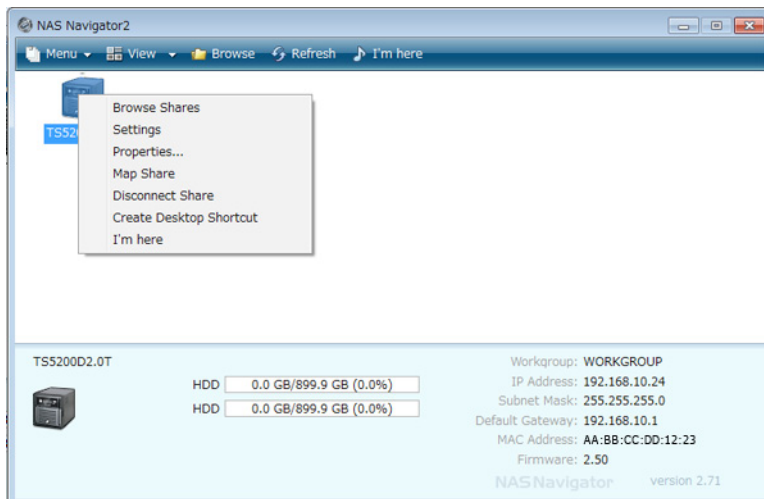 NAS Navigator2
Menu View Browse Refresh I'm here
TS52
Browse Shares
Settings
Properties...
Map Share
Disconnect Share
Create Desktop Shortcut
I'm here
TS5200D2.0T
HDD 0.0 GB/899.9 GB (0.0%)
HDD 0.0 GB/899.9 GB (0.0%)
Workgroup: WORKGROUP
IP Address: 192.168.10.24
Subnet Mask: 255.255.255.0
Default Gateway: 192.168.10.1
MAC Address: AA:BB:CC:DD:12:23
Firmware: 2.50
NAS Navigator version 2.71